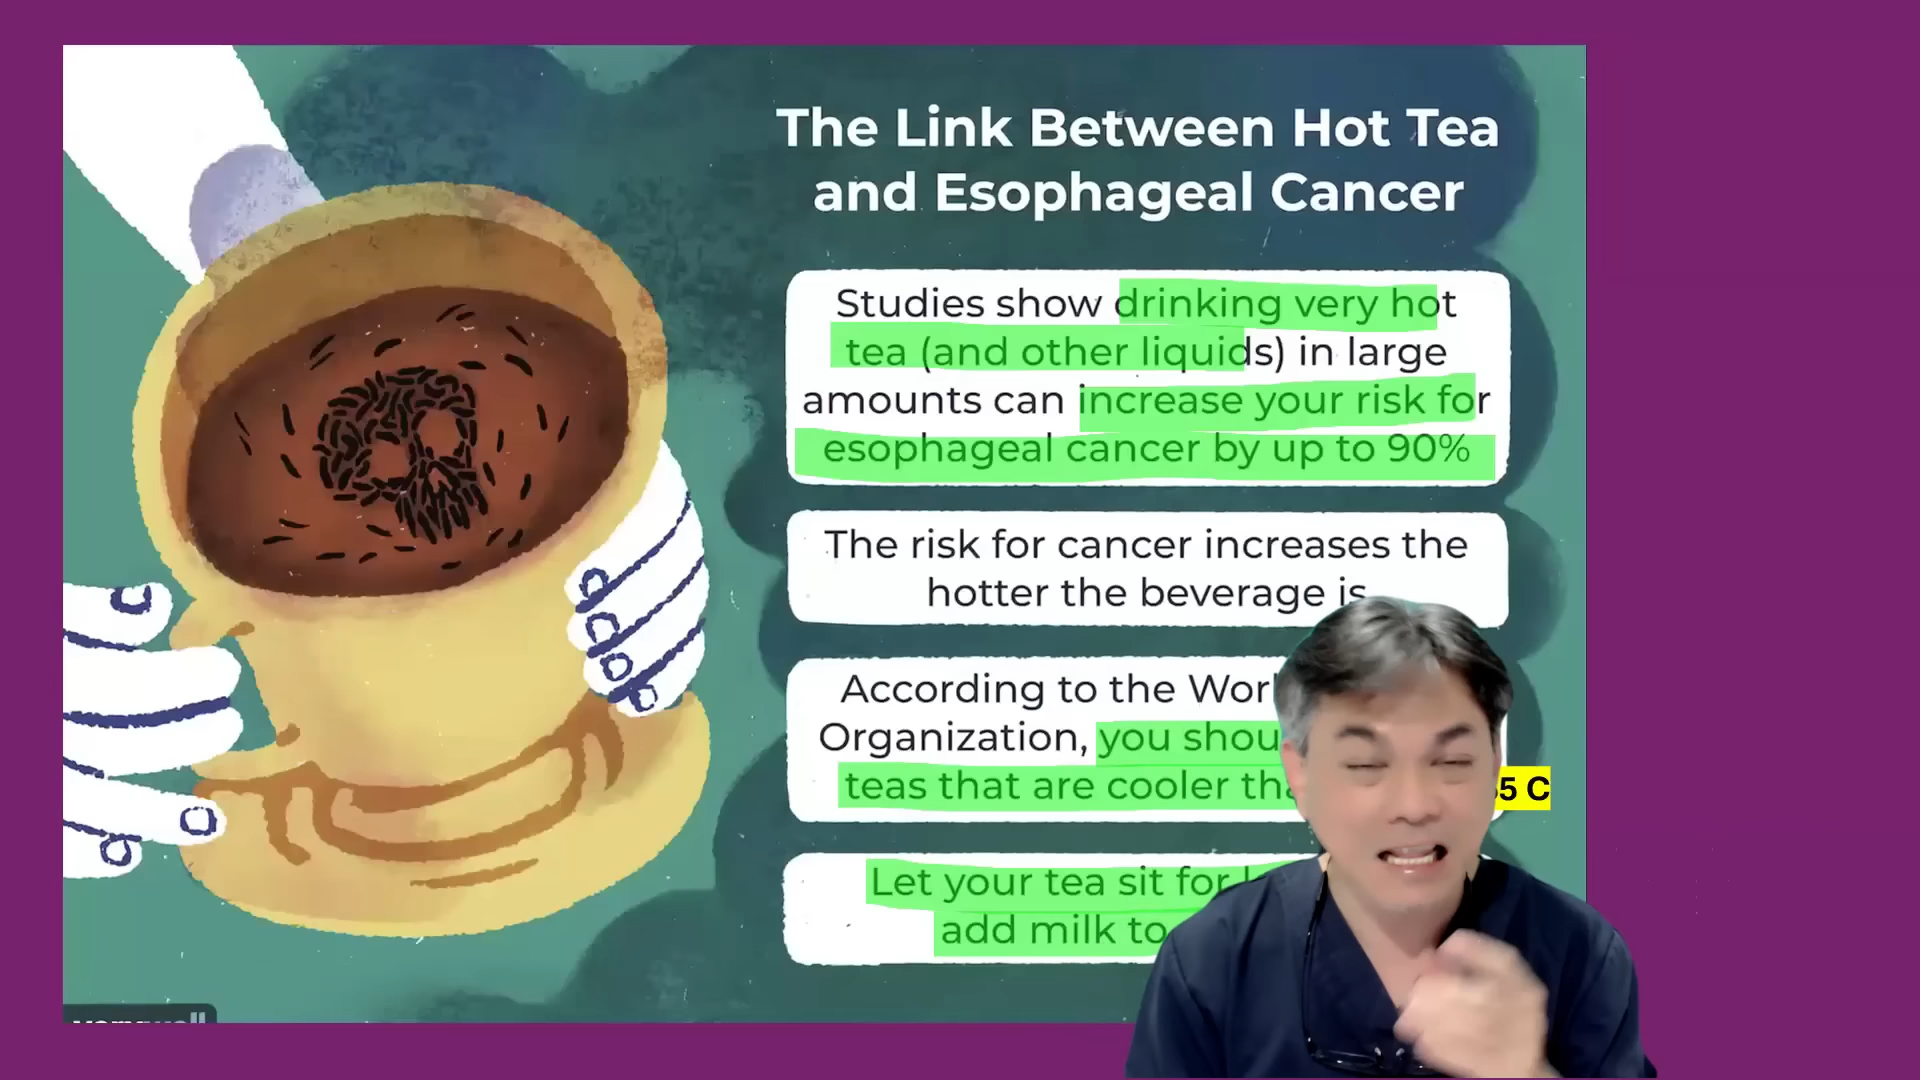 The Link Between Hot Tea
and Esophageal Cancer
Studies show drinking very hot
tea (and other liquids) in large
amounts can increase your risk for
esophageal cancer by up to 90%
The risk for cancer increases the
hotter the beverage is
According to the
Organization, you
teas that are cooler
5 C
Let your tea sit for
add milk to